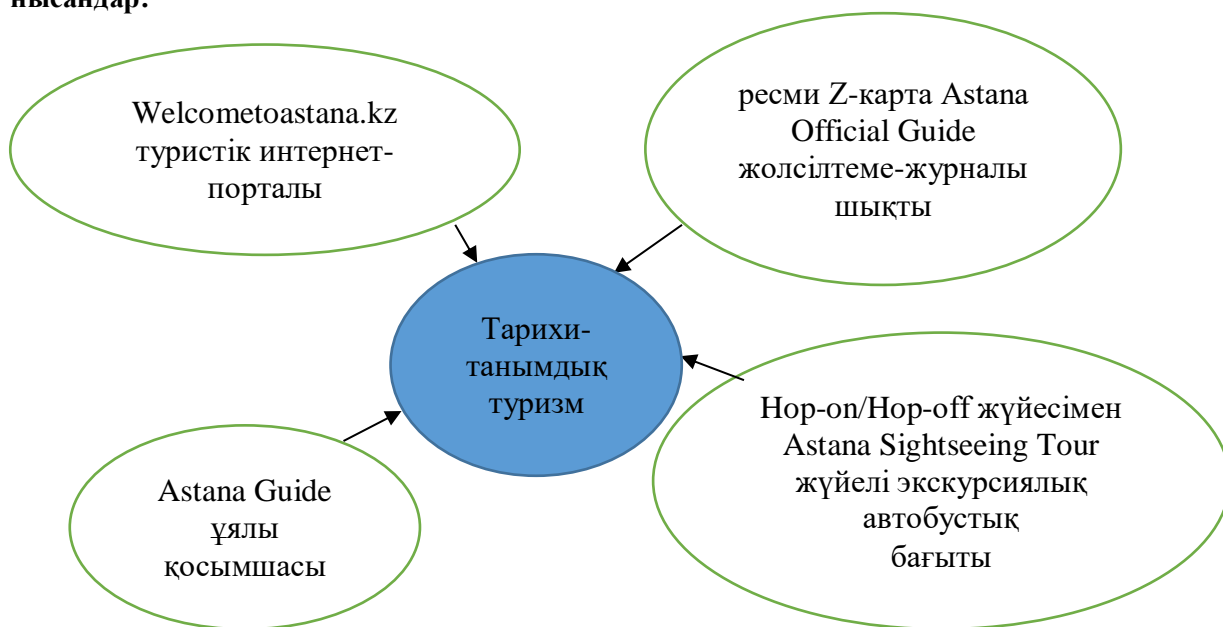 нысандар:
Welcometoastana.kz
туристік интернет-
порталы
ресми Z-карта Astana
Official Guide
жолсілтеме-журналы
шықты
Тарихи-
танымдық
туризм
Astana Guide
ұялы
қосымшасы
Hop-on/Hop-off жүйесімен
Astana Sightseeing Tour
жүйелі экскурсиялық
автобустық
бағыты